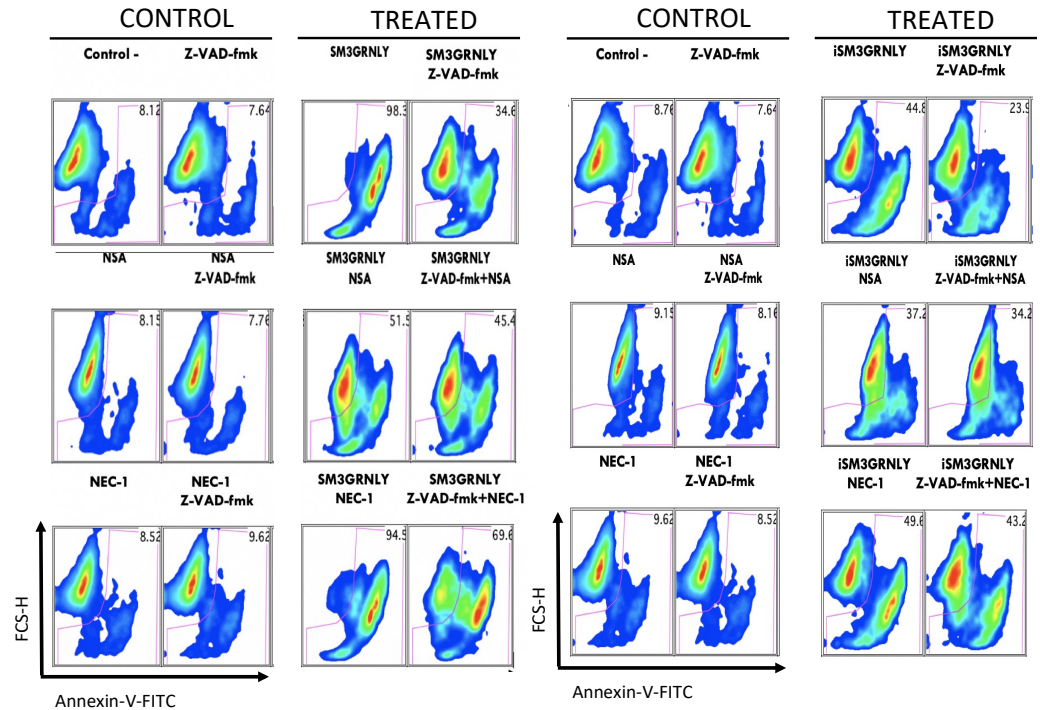 CONTROL
TREATED
CONTROL
TREATED
Control -
Z-VAD-fmk
SM3GRNLY
SM3GRNLY
Z-VAD-fmk
Control -
Z-VAD-fmk
iSM3GRNLY
iSM3GRNLY
Z-VAD-fmk
8.12
7.64
98.3
34.6
8.76
7.64
44.8
23.9
NSA
NSA
Z-VAD-fmk
SM3GRNLY
NSA
SM3GRNLY
Z-VAD-fmk+NSA
NSA
NSA
Z-VAD-fmk
iSM3GRNLY
NSA
iSM3GRNLY
Z-VAD-fmk+NSA
8.15
7.76
51.5
45.4
9.15
8.16
37.2
34.2
NEC-1
NEC-1
Z-VAD-fmk
SM3GRNLY
NEC-1
SM3GRNLY
Z-VAD-fmk+NEC-1
NEC-1
NEC-1
Z-VAD-fmk
iSM3GRNLY
NEC-1
iSM3GRNLY
Z-VAD-fmk+NEC-1
8.52
9.62
94.5
69.6
9.62
8.52
49.6
43.2
FCS-H
FCS-H
Annexin-V-FITC
Annexin-V-FITC